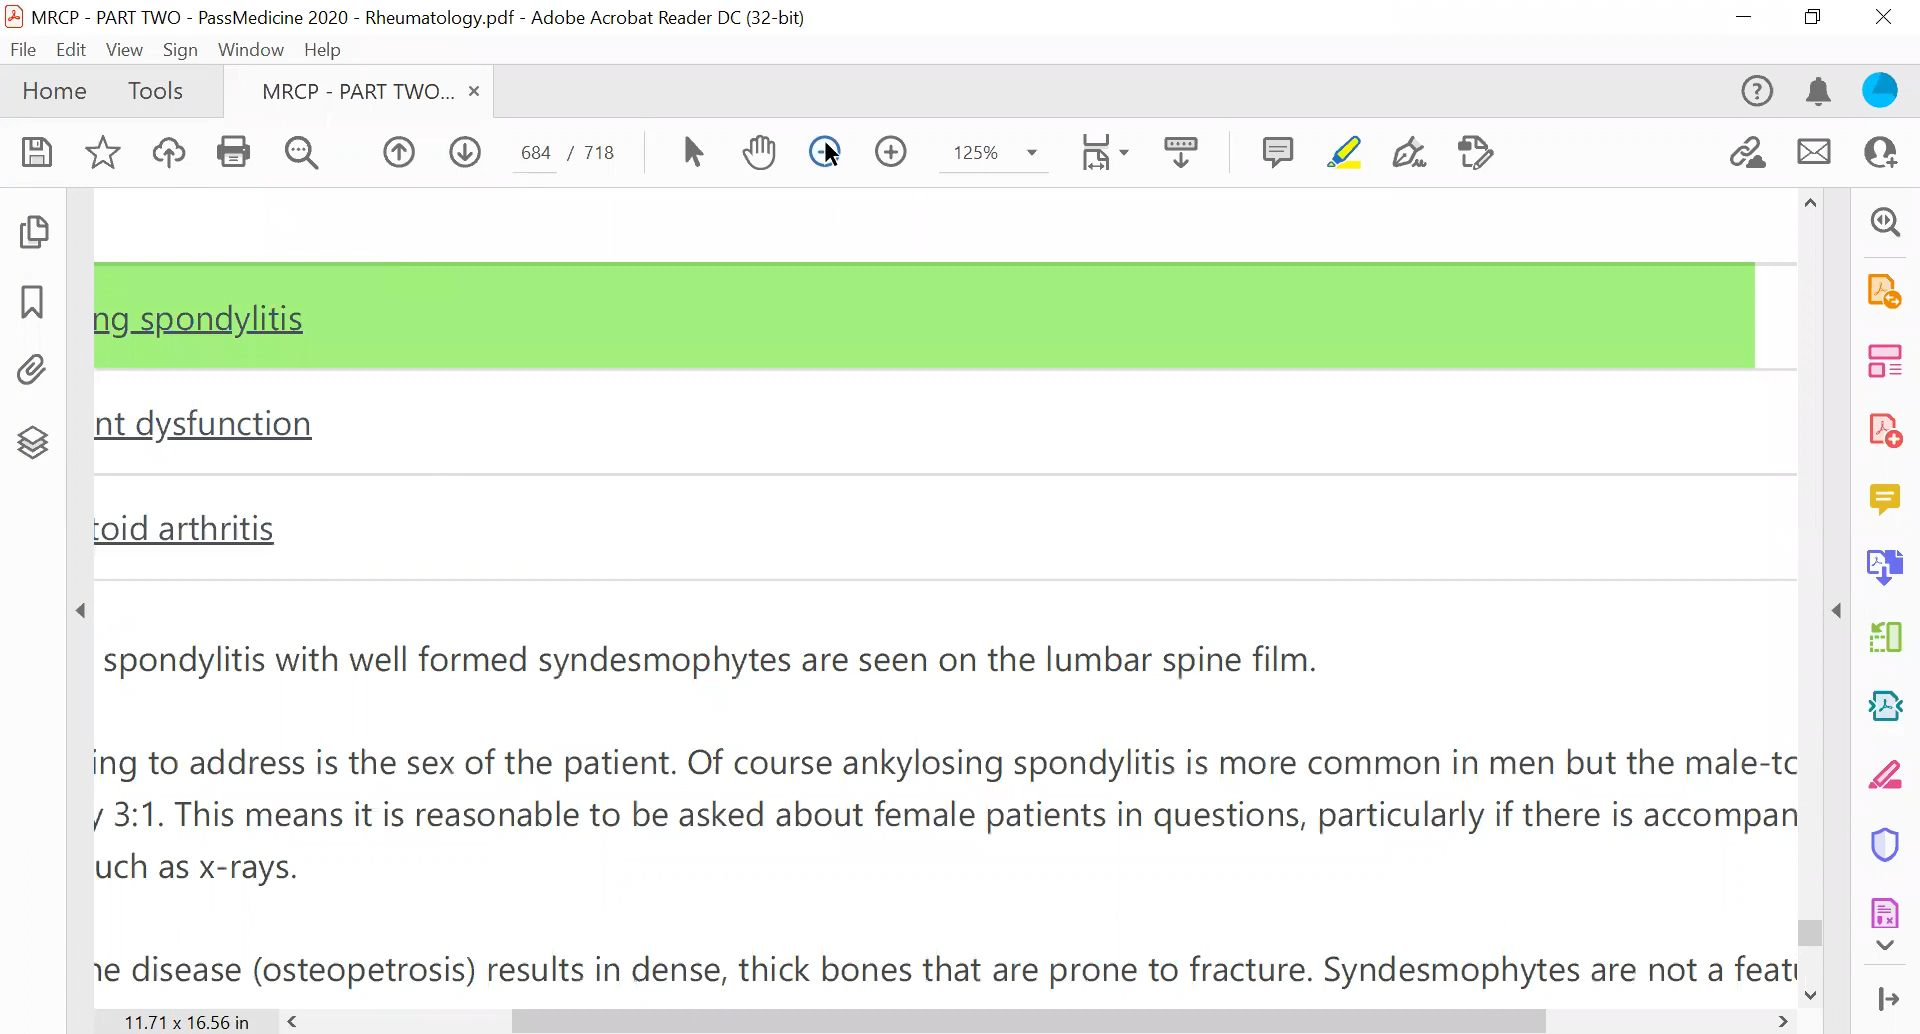 MRCP - PART TWO - PassMedicine 2020 - Rheumatology.pdf - Adobe Acrobat Reader DC (32-bit)
File Edit View Sign Window Help
Home Tools MRCP - PART TWO...
684 / 718 125%
ng spondylitis
nt dysfunction
toid arthritis
spondylitis with well formed syndesmophytes are seen on the lumbar spine film.
ing to address is the sex of the patient. Of course ankylosing spondylitis is more common in men but the male-to
y 3:1. This means it is reasonable to be asked about female patients in questions, particularly if there is accompan
uch as x-rays.
ne disease (osteopetrosis) results in dense, thick bones that are prone to fracture. Syndesmophytes are not a featu
11.71 x 16.56 in